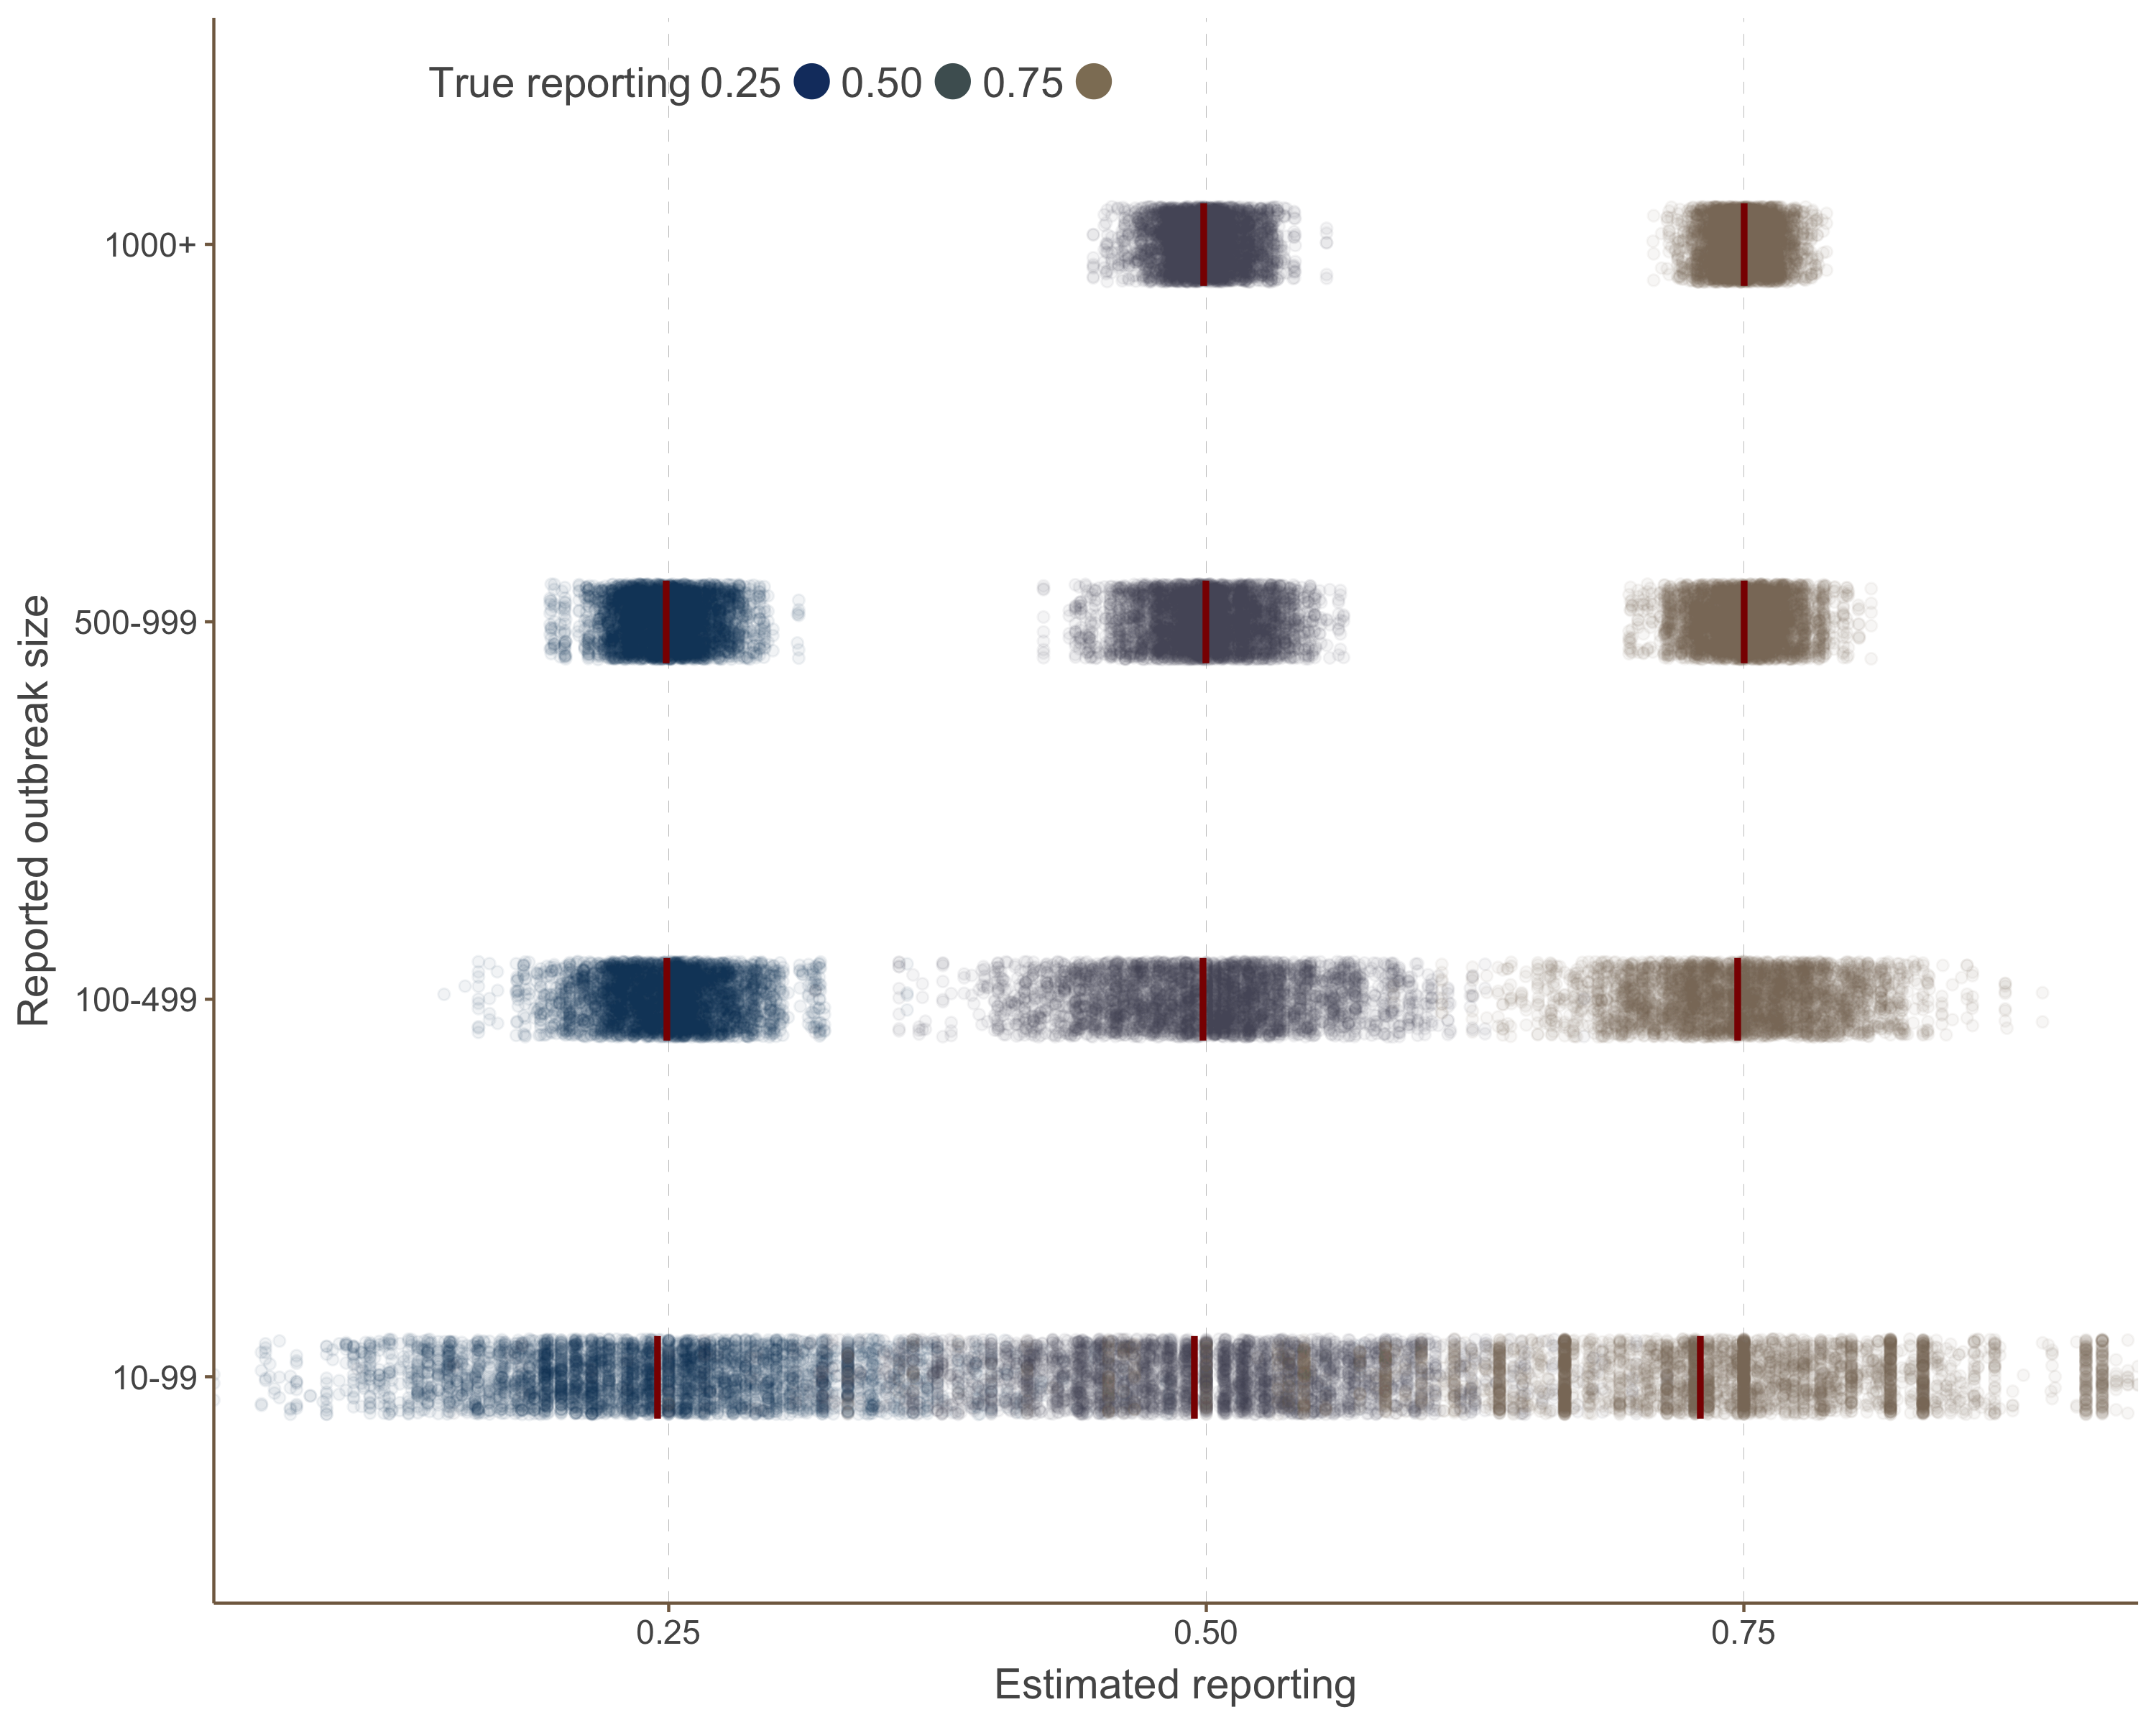 True reporting 0.25 0.50 0.75
1000+
500-999
100-499
10-99
Reported outbreak size
0.25 0.50 0.75
Estimated reporting